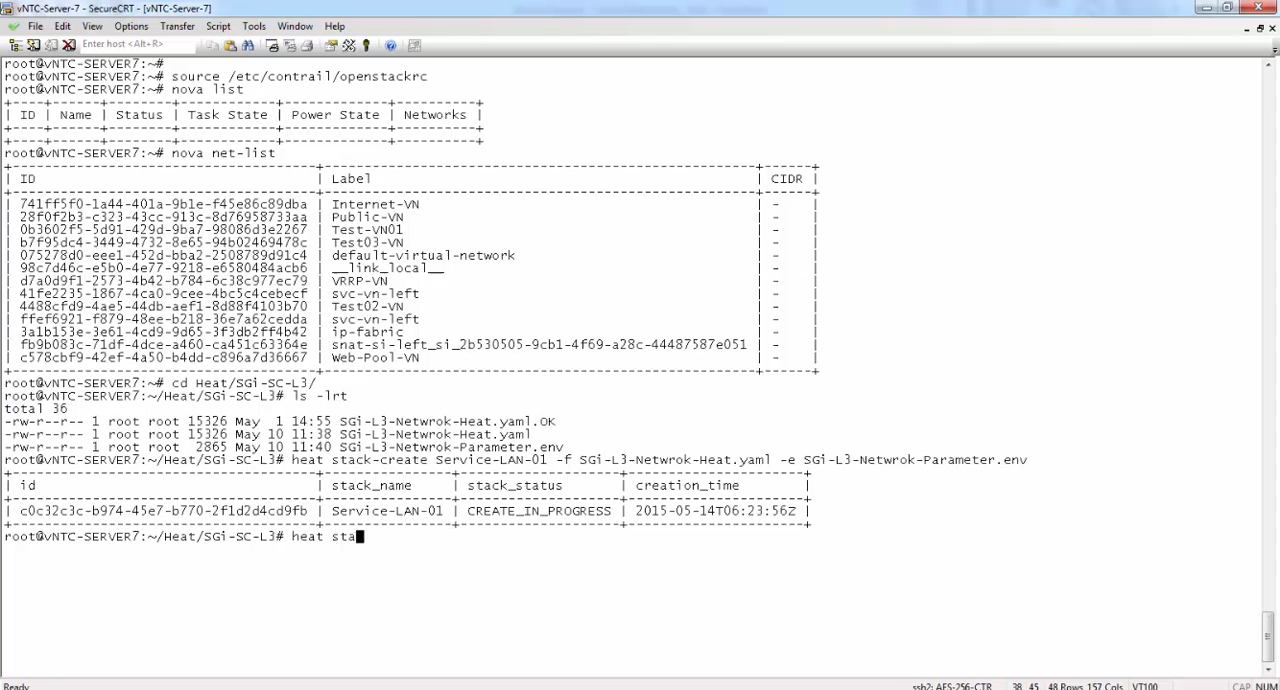 vNTC-Server-7 - SecureCRT - [vNTC-Server-7]
File Edit View Options Transfer Script Tools Window Help
Enter host <Alt+R>
root@vNTC-SERVER7:~#
root@vNTC-SERVER7:~# source /etc/contrail/openstackrc
root@vNTC-SERVER7:~# nova list
+----+------+--------+------------+-------------+----------+
| ID | Name | Status | Task State | Power State | Networks |
+----+------+--------+------------+-------------+----------+
+----+------+--------+------------+-------------+----------+
root@vNTC-SERVER7:~# nova net-list
+--------------------------------------+------------------------------------------------------+------+
| ID | Label | CIDR |
+--------------------------------------+------------------------------------------------------+------+
| 741ff5f0-1a44-401a-9b1e-f45e86c89dba | Internet-VN | - |
| 28f0f2b3-c323-43cc-913c-8d76958733aa | Public-VN | - |
| 0b3602f5-5d91-429d-9ba7-98086d3e2267 | Test-VN01 | - |
| b7f95dc4-3449-4732-8e65-94b02469478c | Test03-VN | - |
| 075278d0-eee1-452d-bba2-2508789d91c4 | default-virtual-network | - |
| 98c7d46c-e5b0-4e77-9218-e6580484acb6 | __link_local__ | - |
| d7a0d9f1-2573-4b42-b784-6c38c977ec79 | VRRP-VN | - |
| 41fe2235-1867-4ca0-9cee-4bc5c4cebecf | svc-vn-left | - |
| 4488cfd9-4ae5-44db-aef1-8d88f4103b70 | Test02-VN | - |
| ffef6921-f879-48ee-b218-36e7a62cedda | svc-vn-left | - |
| 3a1b153e-3e61-4cd9-9d65-3f3db2ff4b42 | ip-fabric | - |
| fb9b083c-71df-4dce-a460-ca451c63364e | snat-si-left_si_2b530505-9cb1-4f69-a28c-44487587e051 | - |
| c578cbf9-42ef-4a50-b4dd-c896a7d36667 | Web-Pool-VN | - |
+--------------------------------------+------------------------------------------------------+------+
root@vNTC-SERVER7:~# cd Heat/SGi-SC-L3/
root@vNTC-SERVER7:~/Heat/SGi-SC-L3# ls -lrt
total 36
-rw-r--r-- 1 root root 15326 May  1 14:55 SGi-L3-Netwrok-Heat.yaml.OK
-rw-r--r-- 1 root root 15326 May 10 11:38 SGi-L3-Netwrok-Heat.yaml
-rw-r--r-- 1 root root  2865 May 10 11:40 SGi-L3-Netwrok-Parameter.env
root@vNTC-SERVER7:~/Heat/SGi-SC-L3# heat stack-create Service-LAN-01 -f SGi-L3-Netwrok-Heat.yaml -e SGi-L3-Netwrok-Parameter.env
+--------------------------------------+----------------+--------------------+----------------------+
| id | stack_name | stack_status | creation_time |
+--------------------------------------+----------------+--------------------+----------------------+
| c0c32c3c-b974-45e7-b770-2f1d2d4cd9fb | Service-LAN-01 | CREATE_IN_PROGRESS | 2015-05-14T06:23:56Z |
+--------------------------------------+----------------+--------------------+----------------------+
root@vNTC-SERVER7:~/Heat/SGi-SC-L3# heat sta
Ready ssh2: AES-256-CTR 38, 45 48 Rows, 157 Cols VT100 CAP NUM